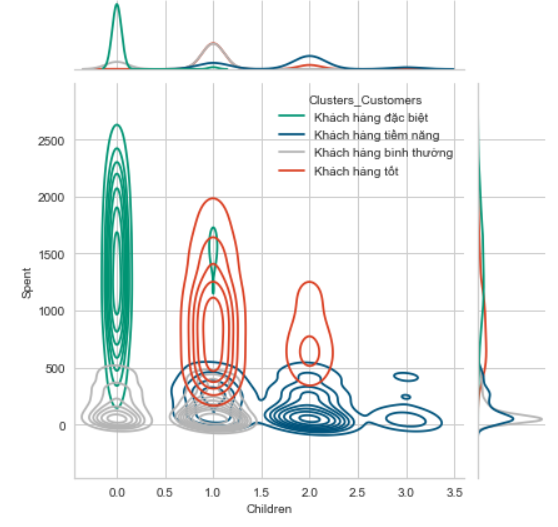 Clusters_Customers
Khách hàng đặc biệt
Khách hàng tiềm năng
Khách hàng bình thường
Khách hàng tốt
2500
2000
1500
1000
500
0
Spent
0.0 0.5 1.0 1.5 2.0 2.5 3.0 3.5
Children